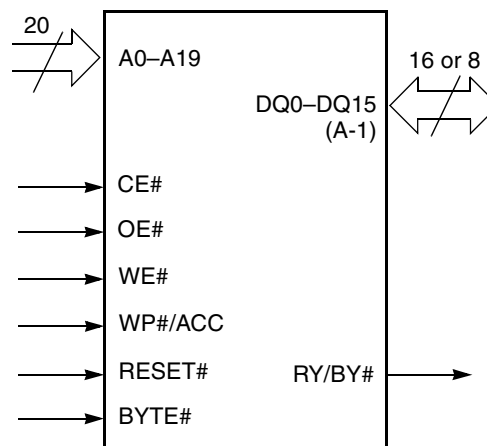 20
A0–A19
16 or 8
DQ0–DQ15
(A-1)
CE#
OE#
WE#
WP#/ACC
RESET#
RY/BY#
BYTE#